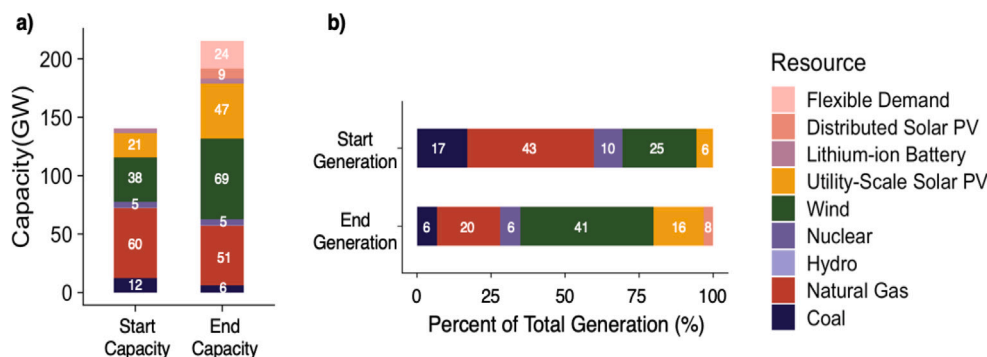 a)
Capacity(GW)
200
150
100
50
0
21
38
5
60
12
24
9
47
69
5
51
6
Start
Capacity
End
Capacity
b)
Start
Generation
17 43 10 25 6
End
Generation
6 20 6 41 16 8
0 25 50 75 100
Percent of Total Generation (%)
Resource
Flexible Demand
Distributed Solar PV
Lithium-ion Battery
Utility-Scale Solar PV
Wind
Nuclear
Hydro
Natural Gas
Coal